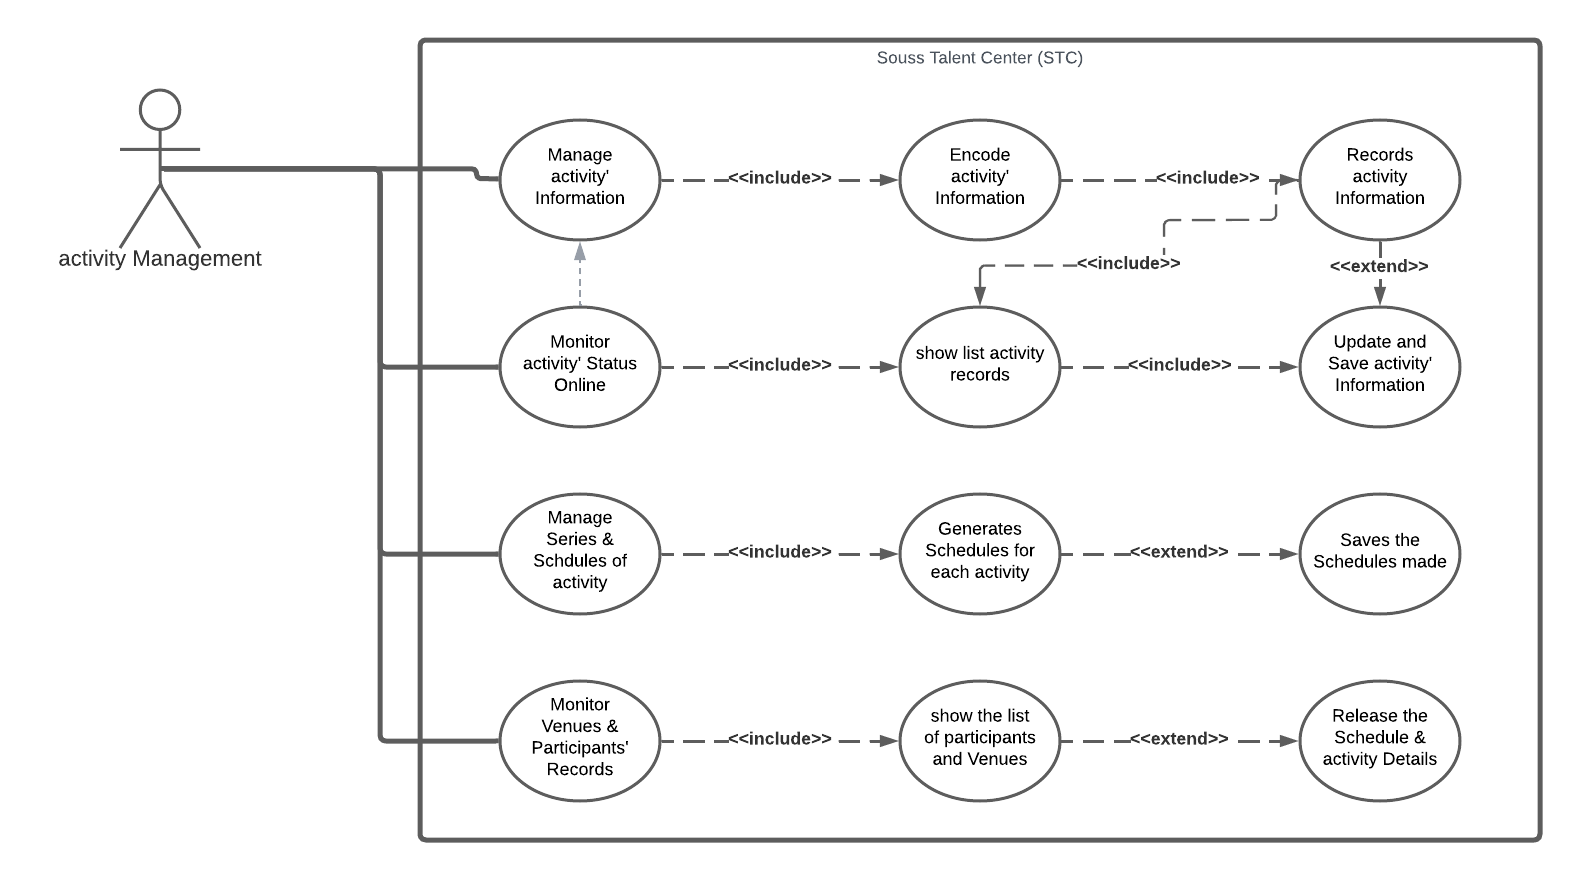 Souss Talent Center (STC)
activity Management
Manage
activity'
Information
<<include>>
Encode
activity'
Information
<<include>>
Records
activity
Information
<<include>>
<<extend>>
Monitor
activity' Status
Online
<<include>>
show list activity
records
<<include>>
Update and
Save activity'
Information
Manage
Series &
Schdules of
activity
<<include>>
Generates
Schedules for
each activity
<<extend>>
Saves the
Schedules made
Monitor
Venues &
Participants'
Records
<<include>>
show the list
of participants
and Venues
<<extend>>
Release the
Schedule &
activity Details